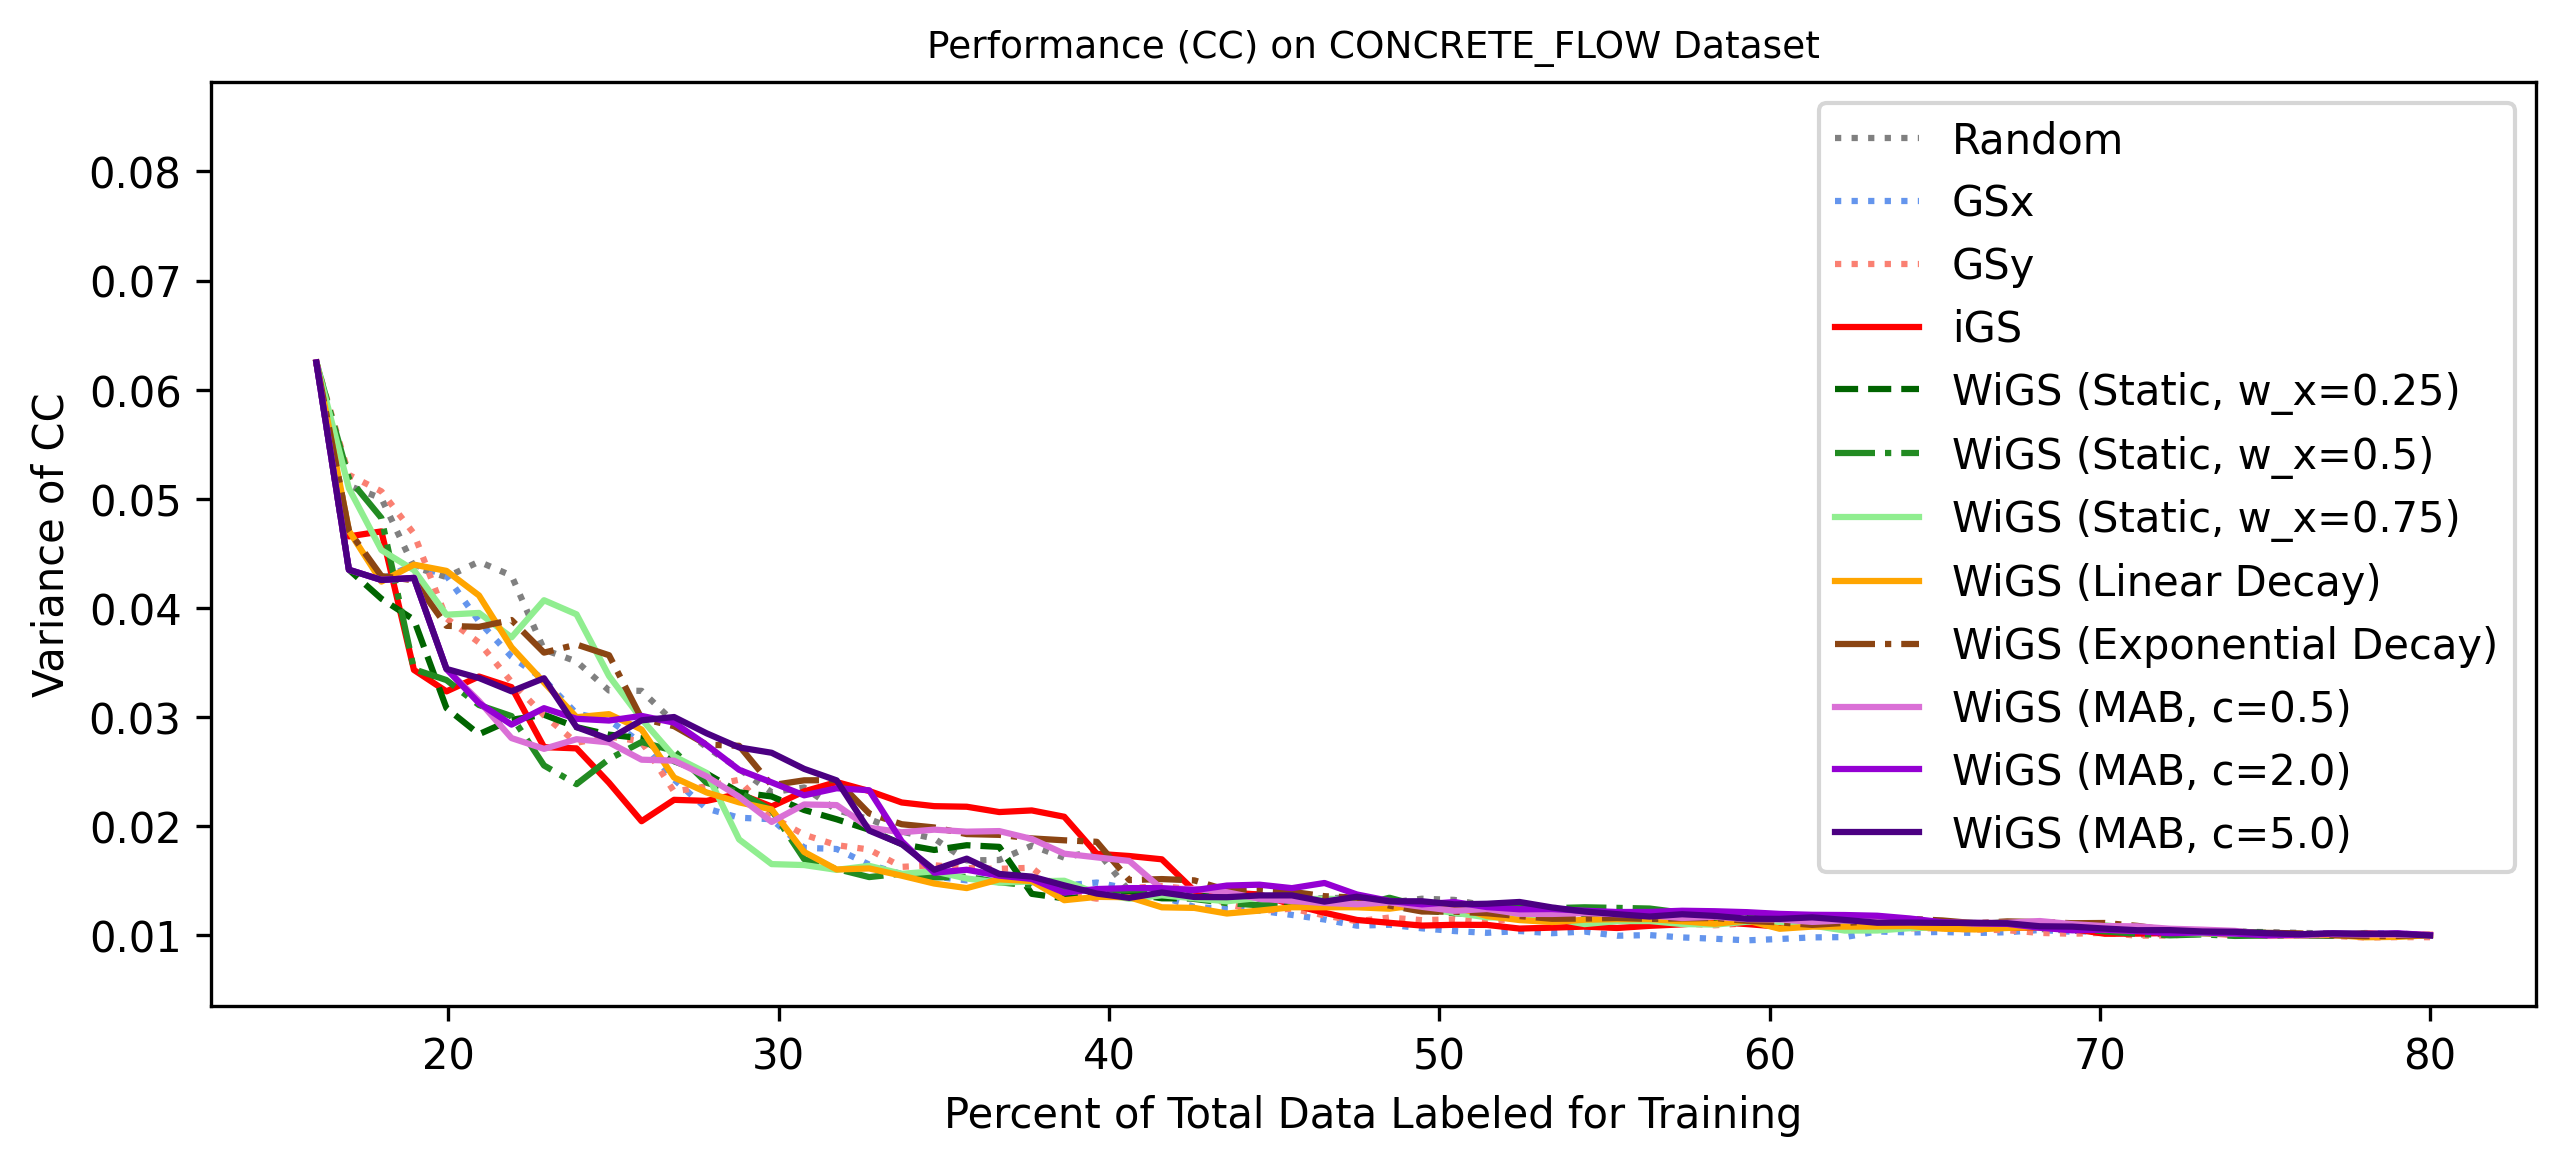 Performance (CC) on CONCRETE_FLOW Dataset
Variance of CC
0.08
0.07
0.06
0.05
0.04
0.03
0.02
0.01
Random
GSx
GSy
iGS
WiGS (Static, w_x=0.25)
WiGS (Static, w_x=0.5)
WiGS (Static, w_x=0.75)
WiGS (Linear Decay)
WiGS (Exponential Decay)
WiGS (MAB, c=0.5)
WiGS (MAB, c=2.0)
WiGS (MAB, c=5.0)
20 30 40 50 60 70 80
Percent of Total Data Labeled for Training